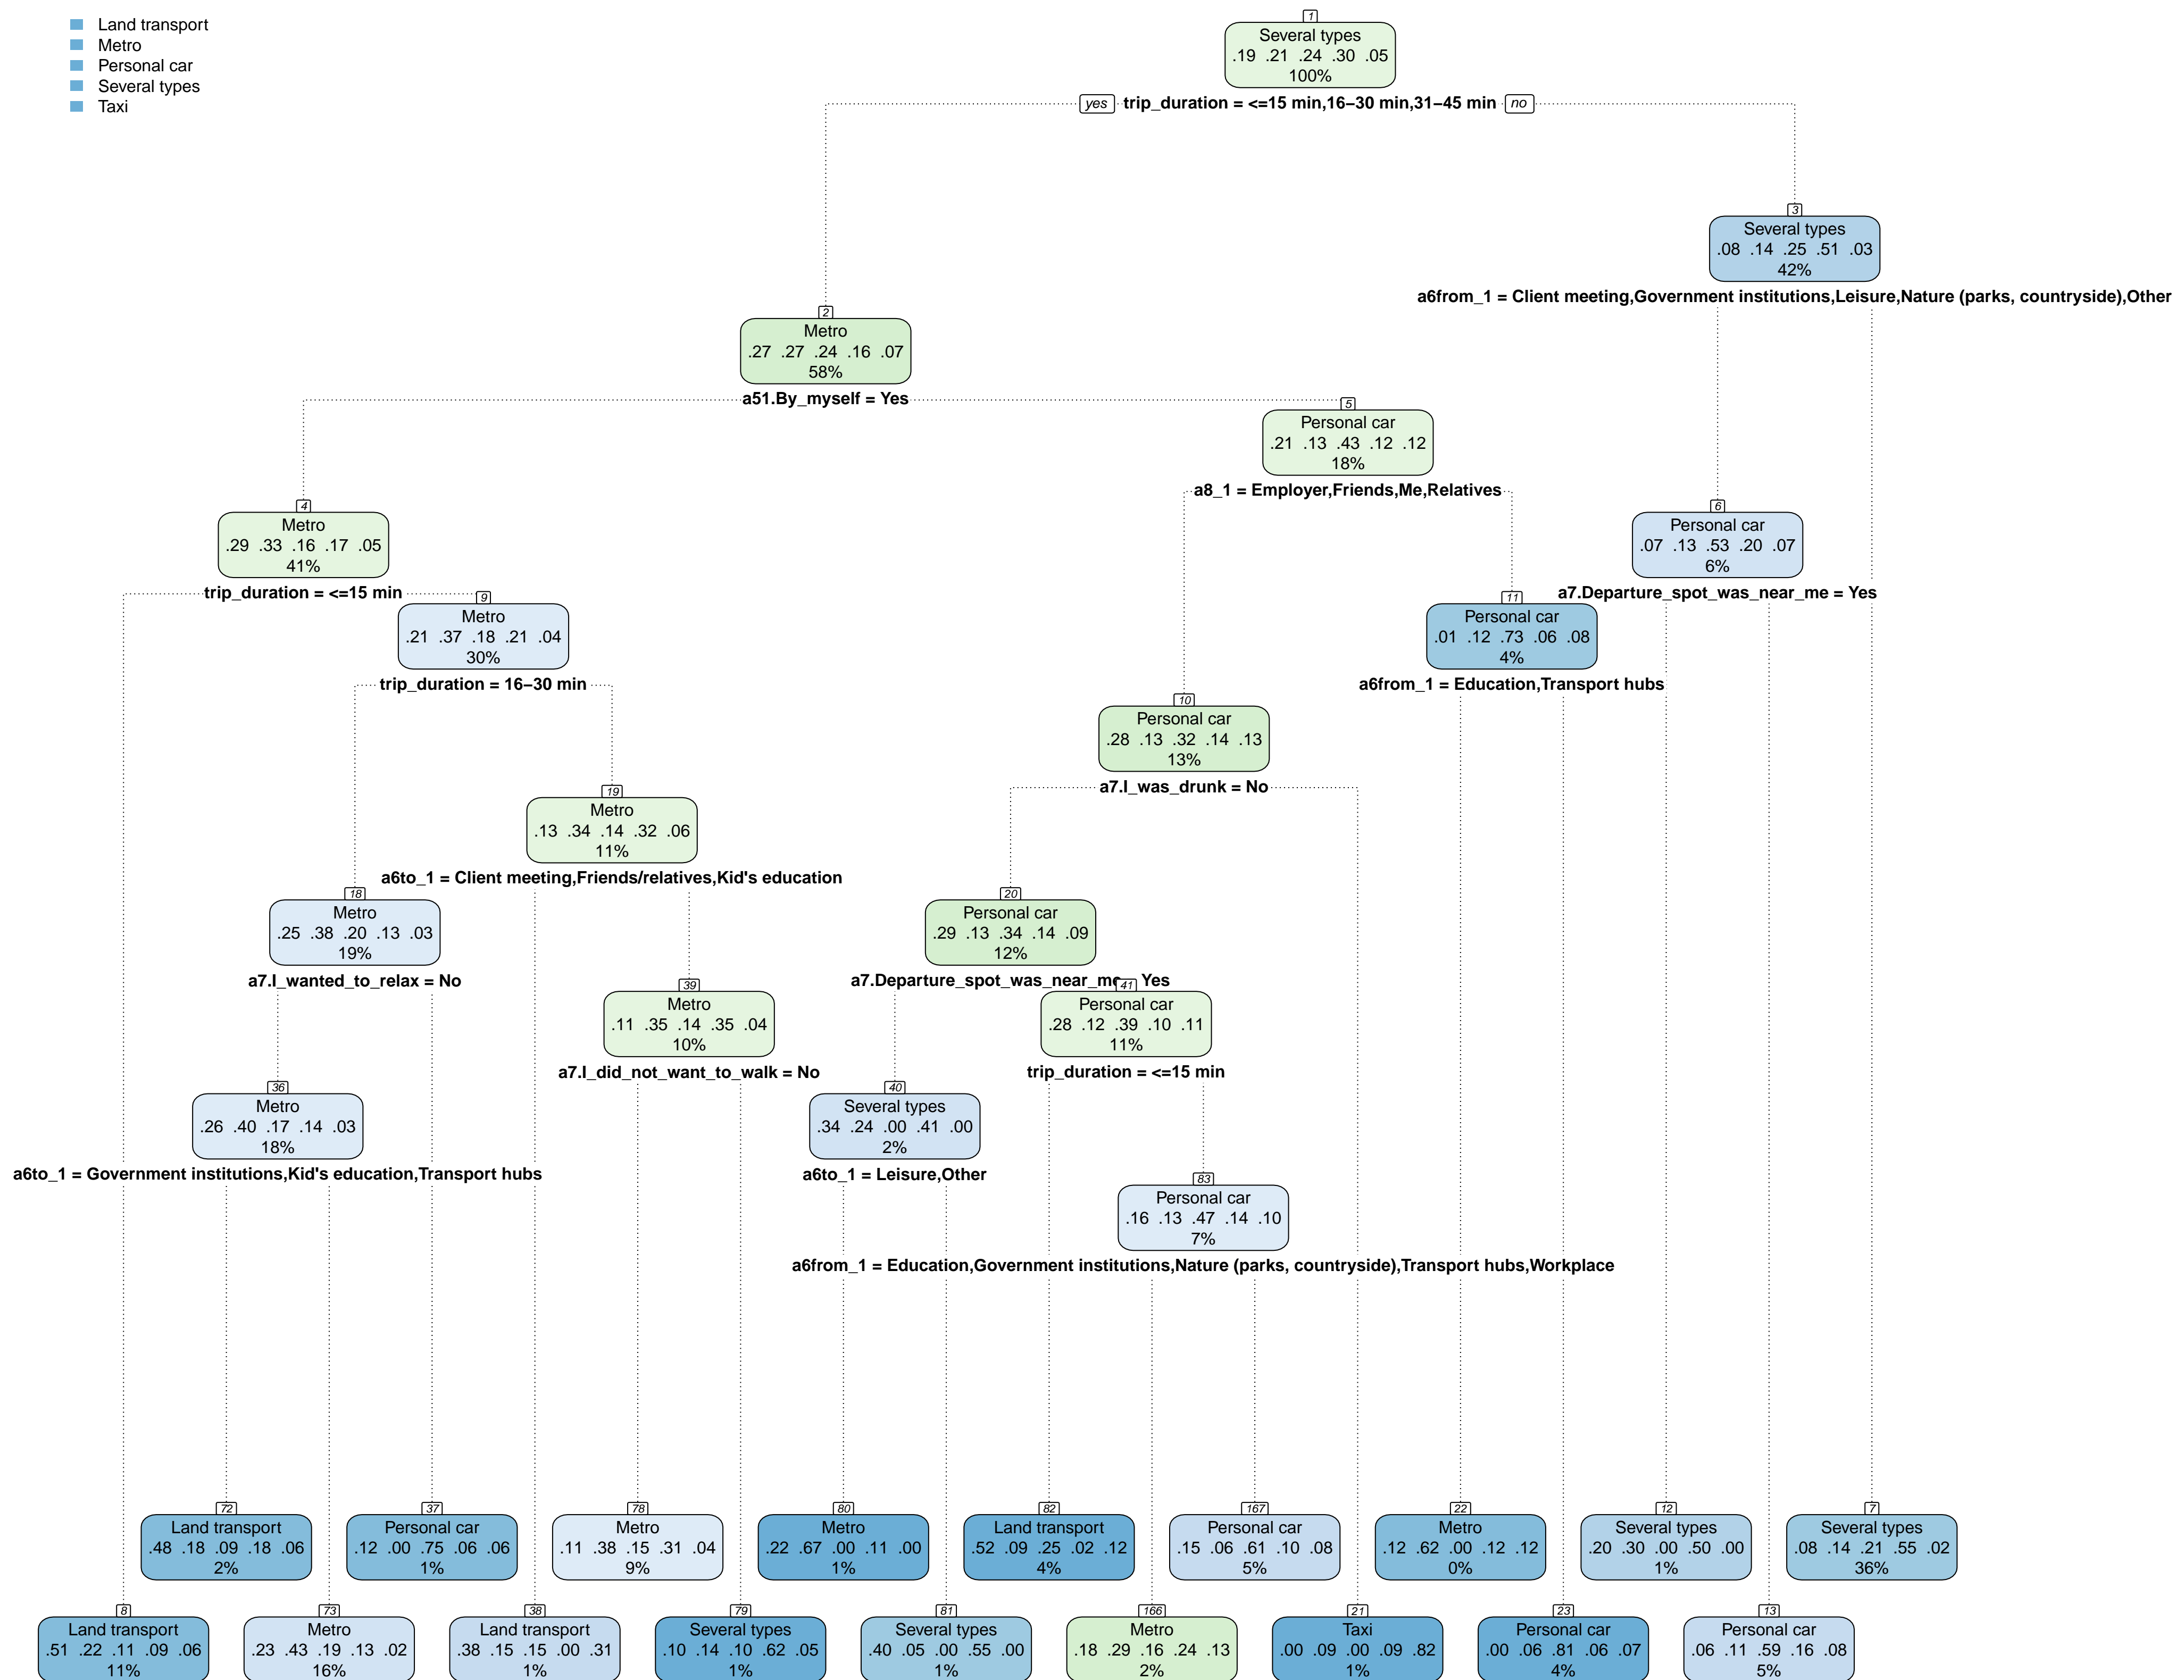 Land transport
Metro
Personal car
Several types
Taxi
1
Several types
.19 .21 .24 .30 .05
100%
yes trip_duration = <=15 min,16–30 min,31–45 min no
3
Several types
.08 .14 .25 .51 .03
42%
a6from_1 = Client meeting,Government institutions,Leisure,Nature (parks, countryside),Other
2
Metro
.27 .27 .24 .16 .07
58%
a51.By_myself = Yes
5
Personal car
.21 .13 .43 .12 .12
18%
a8_1 = Employer,Friends,Me,Relatives
4
Metro
.29 .33 .16 .17 .05
41%
trip_duration = <=15 min
6
Personal car
.07 .13 .53 .20 .07
6%
a7.Departure_spot_was_near_me = Yes
9
Metro
.21 .37 .18 .21 .04
30%
trip_duration = 16–30 min
11
Personal car
.01 .12 .73 .06 .08
4%
a6from_1 = Education,Transport hubs
10
Personal car
.28 .13 .32 .14 .13
13%
a7.I_was_drunk = No
19
Metro
.13 .34 .14 .32 .06
11%
a6to_1 = Client meeting,Friends/relatives,Kid's education
18
Metro
.25 .38 .20 .13 .03
19%
a7.I_wanted_to_relax = No
20
Personal car
.29 .13 .34 .14 .09
12%
a7.Departure_spot_was_near_me Yes
39
Metro
.11 .35 .14 .35 .04
10%
a7.I_did_not_want_to_walk = No
41
Personal car
.28 .12 .39 .10 .11
11%
trip_duration = <=15 min
36
Metro
.26 .40 .17 .14 .03
18%
a6to_1 = Government institutions,Kid's education,Transport hubs
40
Several types
.34 .24 .00 .41 .00
2%
a6to_1 = Leisure,Other
83
Personal car
.16 .13 .47 .14 .10
7%
a6from_1 = Education,Government institutions,Nature (parks, countryside),Transport hubs,Workplace
72
Land transport
.48 .18 .09 .18 .06
2%
37
Personal car
.12 .00 .75 .06 .06
1%
78
Metro
.11 .38 .15 .31 .04
9%
80
Metro
.22 .67 .00 .11 .00
1%
82
Land transport
.52 .09 .25 .02 .12
4%
167
Personal car
.15 .06 .61 .10 .08
5%
22
Metro
.12 .62 .00 .12 .12
0%
12
Several types
.20 .30 .00 .50 .00
1%
7
Several types
.08 .14 .21 .55 .02
36%
8
Land transport
.51 .22 .11 .09 .06
11%
73
Metro
.23 .43 .19 .13 .02
16%
38
Land transport
.38 .15 .15 .00 .31
1%
79
Several types
.10 .14 .10 .62 .05
1%
81
Several types
.40 .05 .00 .55 .00
1%
166
Metro
.18 .29 .16 .24 .13
2%
21
Taxi
.00 .09 .00 .09 .82
1%
23
Personal car
.00 .06 .81 .06 .07
4%
13
Personal car
.06 .11 .59 .16 .08
5%